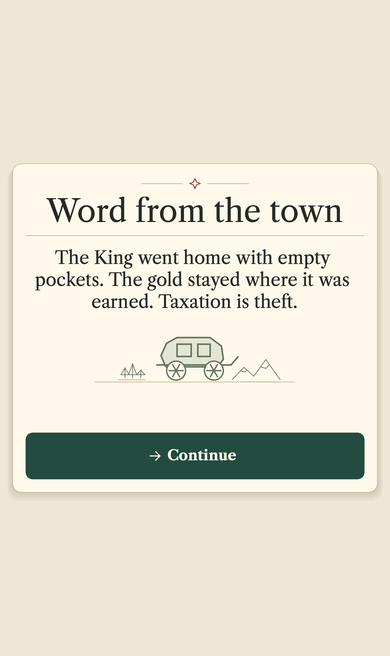 Word from the town
The King went home with empty
pockets. The gold stayed where it was
earned. Taxation is theft.
→ Continue